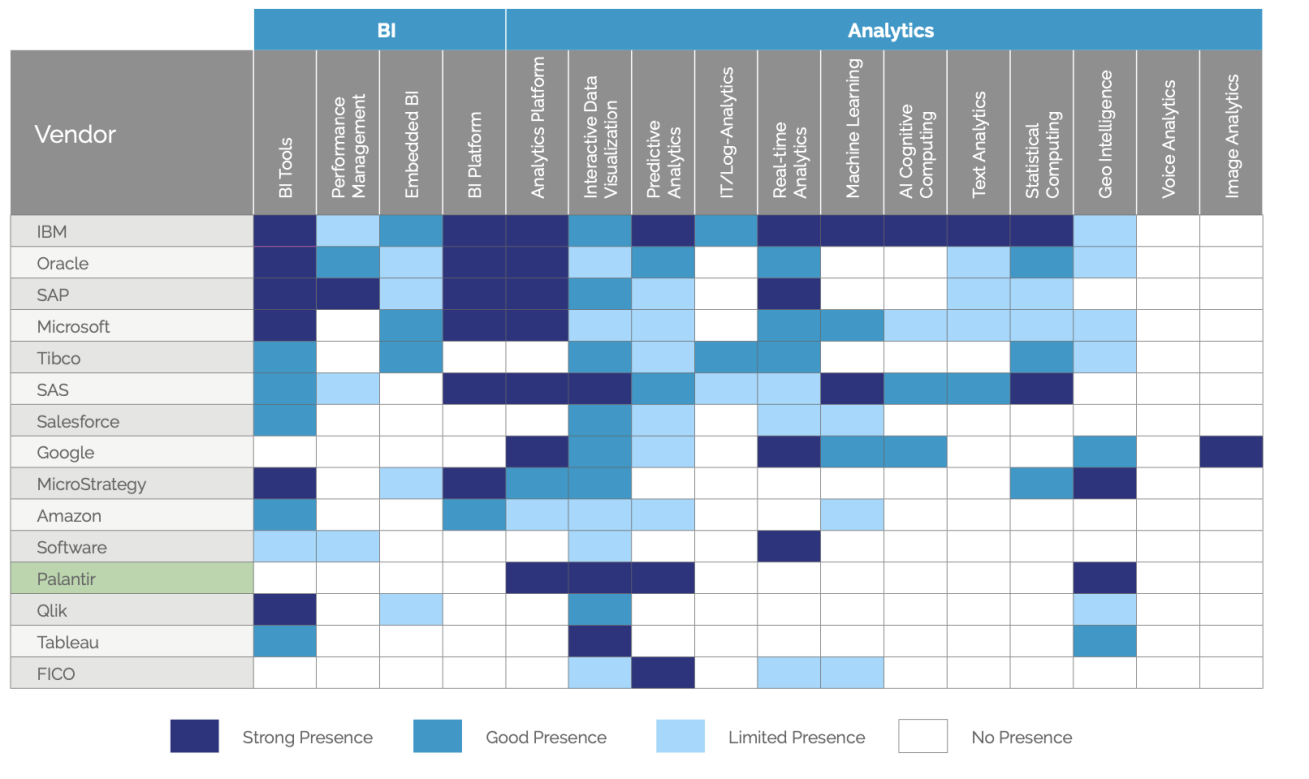 BI
Analytics
Vendor
BI Tools
Performance
Management
Embedded BI
BI Platform
Analytics Platform
Interactive Data
Visualization
Predictive
Analytics
IT/Log-Analytics
Real-time
Analytics
Machine Learning
AI Cognitive
Computing
Text Analytics
Statistical
Computing
Geo Intelligence
Voice Analytics
Image Analytics
IBM
Oracle
SAP
Microsoft
Tibco
SAS
Salesforce
Google
MicroStrategy
Amazon
Software
Palantir
Qlik
Tableau
FICO
Strong Presence
Good Presence
Limited Presence
No Presence